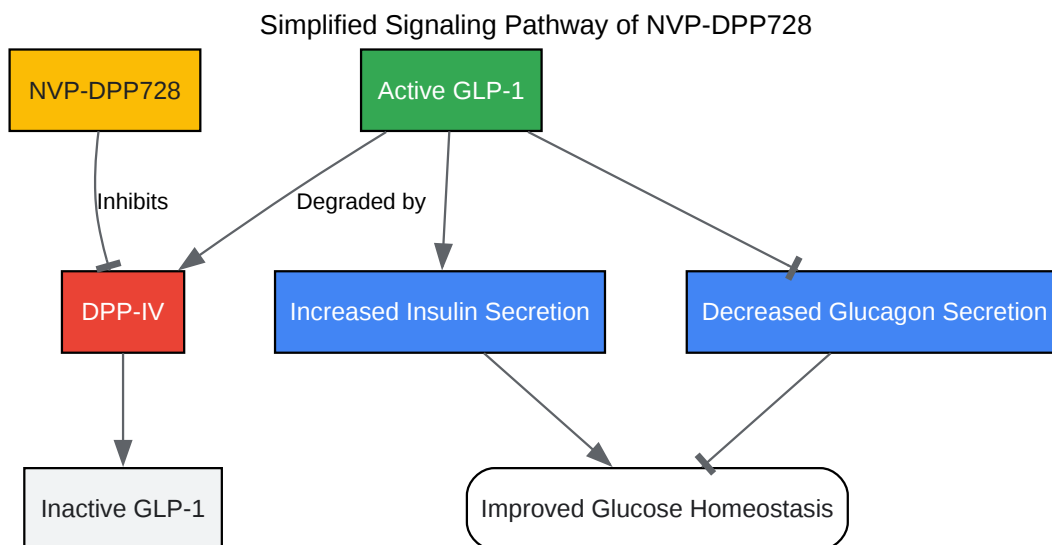 Simplified Signaling Pathway of NVP-DPP728
NVP-DPP728
Active GLP-1
Inhibits
Degraded by
DPP-IV
Increased Insulin Secretion
Decreased Glucagon Secretion
Inactive GLP-1
Improved Glucose Homeostasis